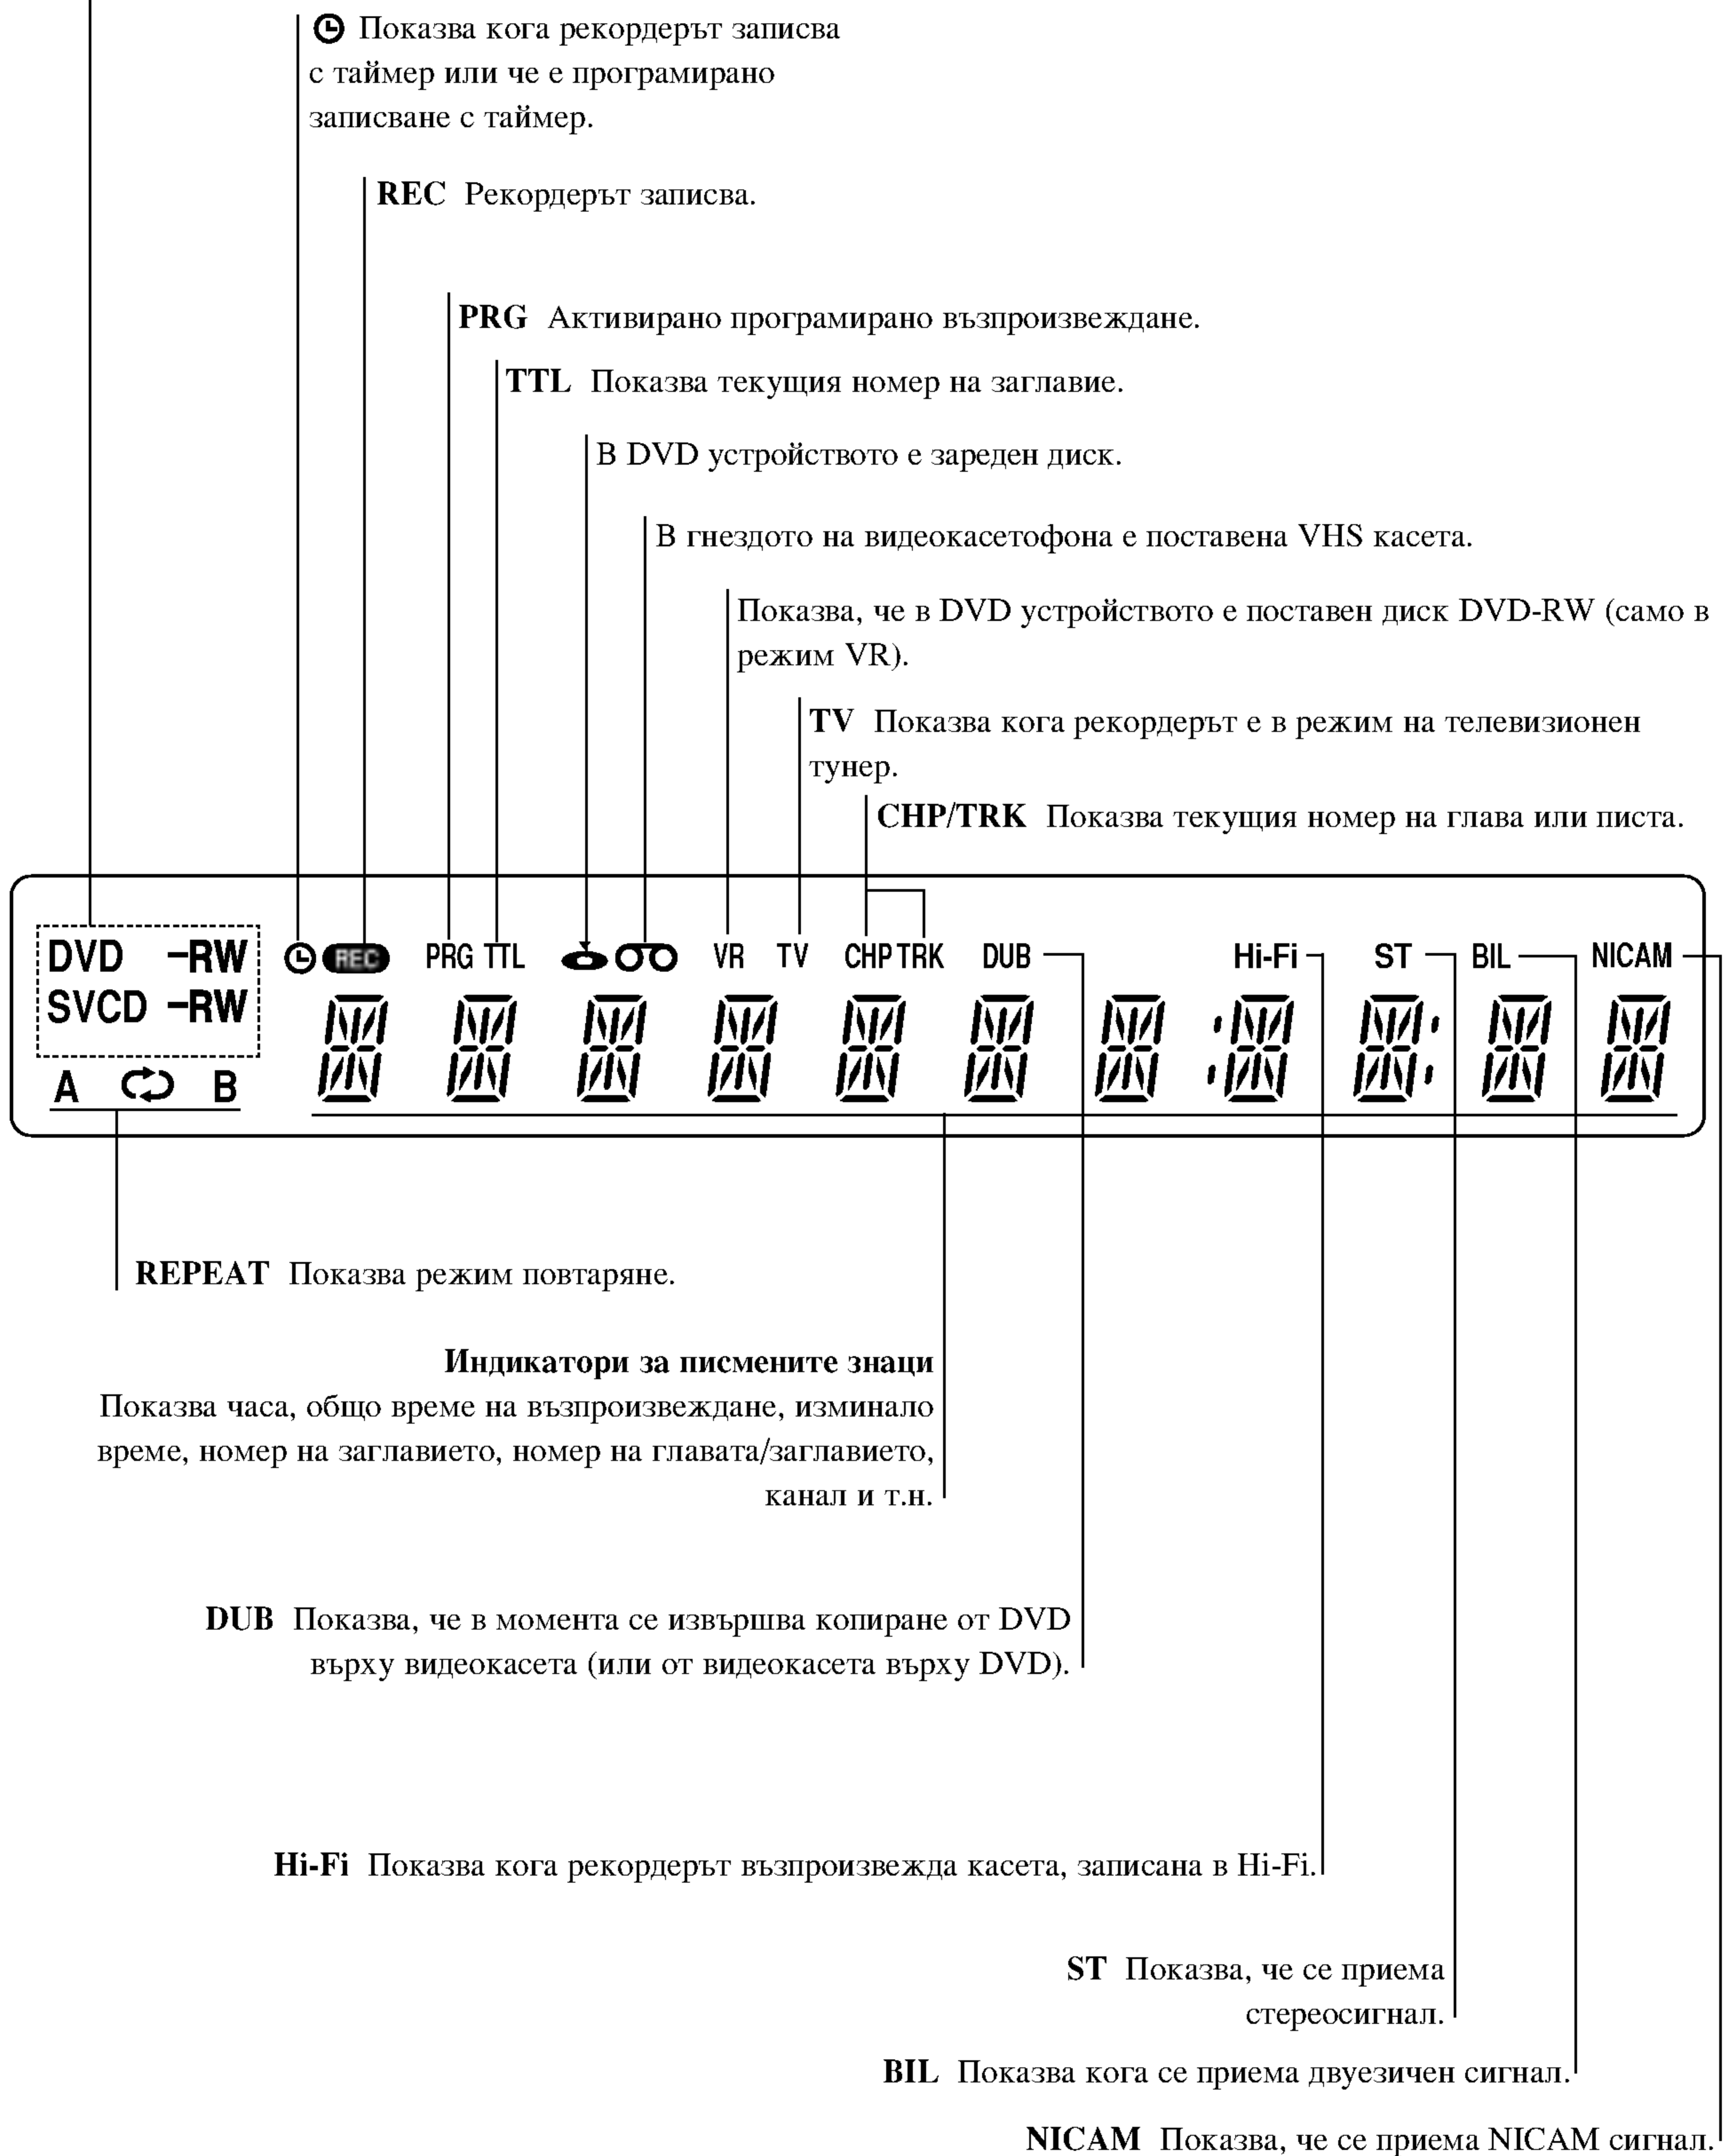 Показва кога рекордерът записва
с таймер или че е програмирано
записване с таймер.
REC Рекордерът записва.
PRG Активирано програмирано възпроизвеждане.
TTL Показва текущия номер на заглавие.
В DVD устройството е зареден диск.
В гнездото на видеокасетофона е поставена VHS касета.
Показва, че в DVD устройството е поставен диск DVD-RW (само в
режим VR).
TV Показва кога рекордерът е в режим на телевизионен
тунер.
CHP/TRK Показва текущия номер на глава или писта.
DVD -RW REC PRG TTL VR TV CHP TRK DUB Hi-Fi ST BIL NICAM
SVCD -RW
A B
REPEAT Показва режим повтаряне.
Индикатори за писмените знаци
Показва часа, общо време на възпроизвеждане, изминало
време, номер на заглавието, номер на главата/заглавието,
канал и т.н.
DUB Показва, че в момента се извършва копиране от DVD
върху видеокасета (или от видеокасета върху DVD).
Hi-Fi Показва кога рекордерът възпроизвежда касета, записана в Hi-Fi.
ST Показва, че се приема
стереосигнал.
BIL Показва кога се приема двуезичен сигнал.
NICAM Показва, че се приема NICAM сигнал.